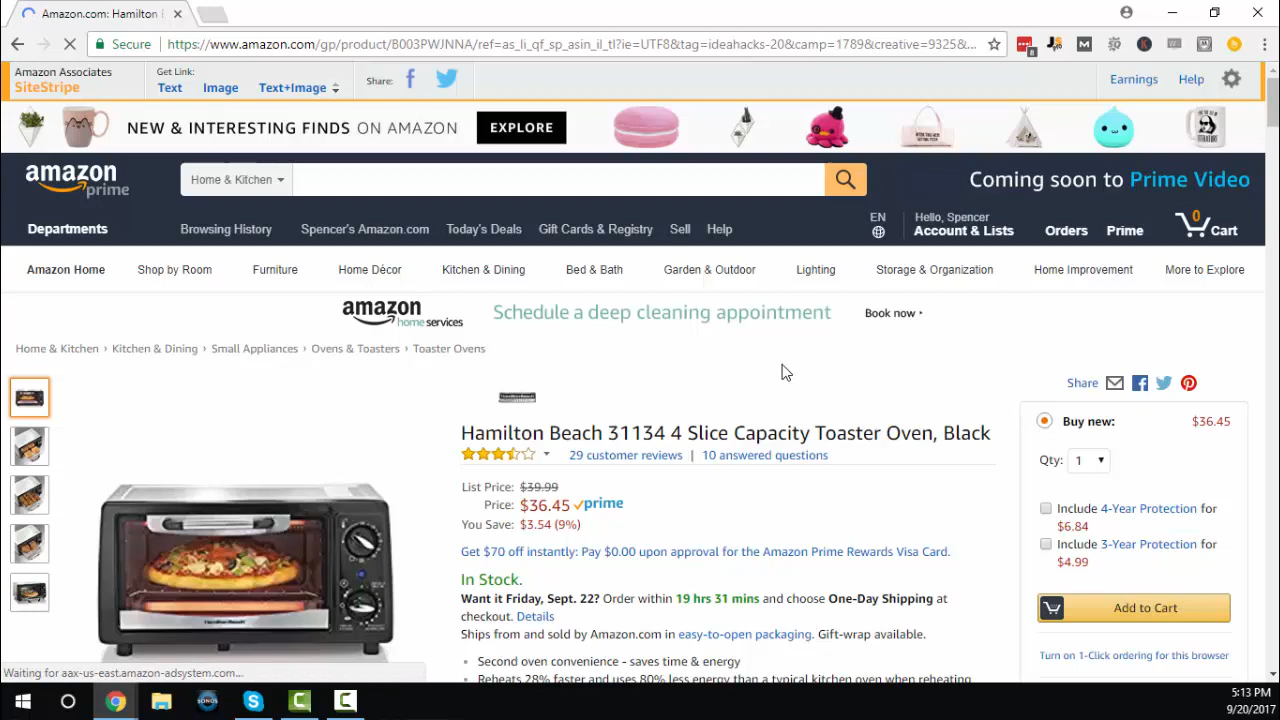 Amazon.com: Hamilton
Secure
https://www.amazon.com/gp/product/B003PWJNNA/ref=as_li_qf_sp_asin_il_tl?ie=UTF8&tag=ideahacks-20&camp=1789&creative=9325&...
Amazon Associates
SiteStripe
Get Link:
Text
Image
Text+Image
Share:
Earnings
Help
NEW & INTERESTING FINDS ON AMAZON
EXPLORE
amazon prime
Home & Kitchen
Coming soon to Prime Video
Departments
Browsing History
Spencer's Amazon.com
Today's Deals
Gift Cards & Registry
Sell
Help
EN
Hello, Spencer
Account & Lists
Orders
Prime
0
Cart
Amazon Home
Shop by Room
Furniture
Home Décor
Kitchen & Dining
Bed & Bath
Garden & Outdoor
Lighting
Storage & Organization
Home Improvement
More to Explore
amazon home services
Schedule a deep cleaning appointment
Book now ▸
Home & Kitchen › Kitchen & Dining › Small Appliances › Ovens & Toasters › Toaster Ovens
Share
Hamilton Beach 31134 4 Slice Capacity Toaster Oven, Black
29 customer reviews | 10 answered questions
List Price: $39.99
Price: $36.45 prime
You Save: $3.54 (9%)
Get $70 off instantly: Pay $0.00 upon approval for the Amazon Prime Rewards Visa Card.
In Stock.
Want it Friday, Sept. 22? Order within 19 hrs 31 mins and choose One-Day Shipping at
checkout. Details
Ships from and sold by Amazon.com in easy-to-open packaging. Gift-wrap available.
• Second oven convenience - saves time & energy
• Reheats 28% faster and uses 80% less energy than a typical kitchen oven when reheating
Buy new: $36.45
Qty: 1
Include 4-Year Protection for
$6.84
Include 3-Year Protection for
$4.99
Add to Cart
Turn on 1-Click ordering for this browser
Hamilton Beach
Waiting for aax-us-east.amazon-adsystem.com...
SONOS
5:13 PM
9/20/2017